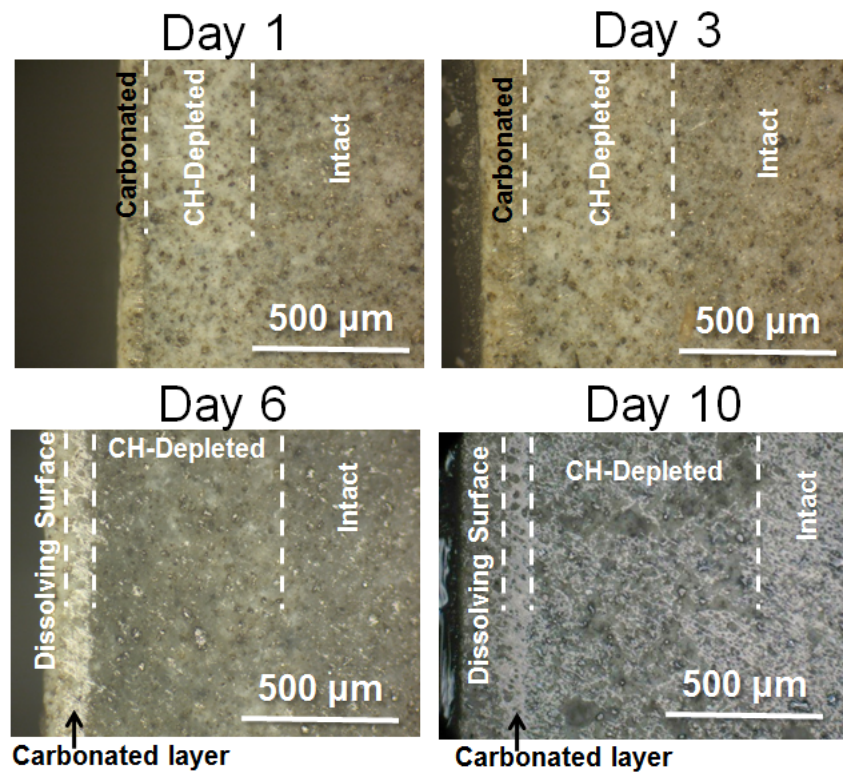 Day 1
Carbonated
CH-Depleted
Intact
500 µm
Day 3
Carbonated
CH-Depleted
Intact
500 µm
Day 6
Dissolving Surface
CH-Depleted
Intact
500 µm
Carbonated layer
Day 10
Dissolving Surface
CH-Depleted
Intact
500 µm
Carbonated layer